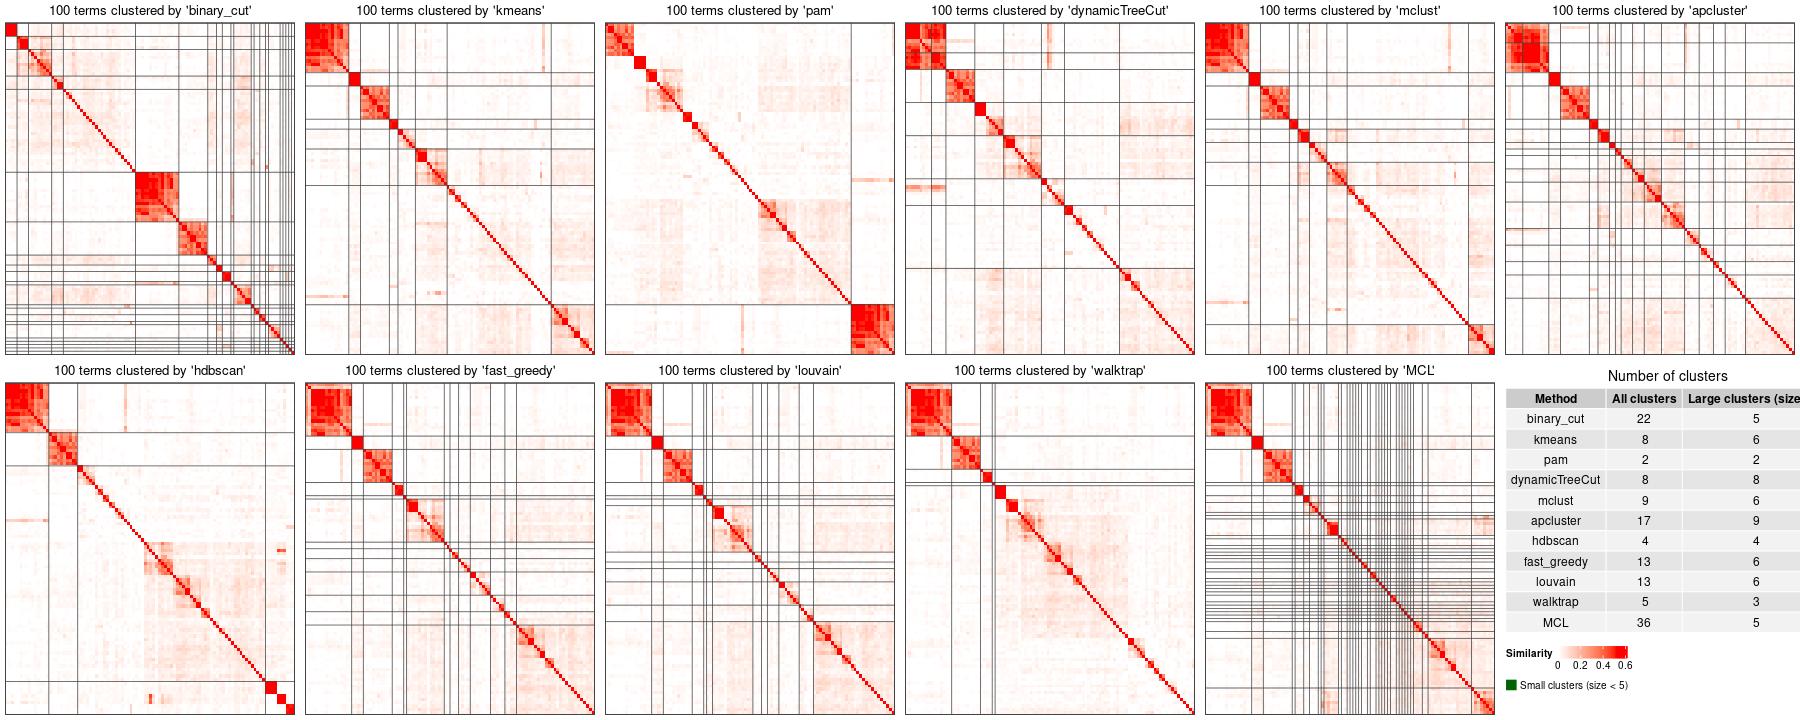 100 terms clustered by 'binary_cut'
100 terms clustered by 'kmeans'
100 terms clustered by 'pam'
100 terms clustered by 'dynamicTreeCut'
100 terms clustered by 'mclust'
100 terms clustered by 'apcluster'
100 terms clustered by 'hdbscan'
100 terms clustered by 'fast_greedy'
100 terms clustered by 'louvain'
100 terms clustered by 'walktrap'
100 terms clustered by 'MCL'
Number of clusters
Method All clusters Large clusters (size
binary_cut 22 5
kmeans 8 6
pam 2 2
dynamicTreeCut 8 8
mclust 9 6
apcluster 17 9
hdbscan 4 4
fast_greedy 13 6
louvain 13 6
walktrap 5 3
MCL 36 5
Similarity
0 0.2 0.4 0.6
Small clusters (size < 5)